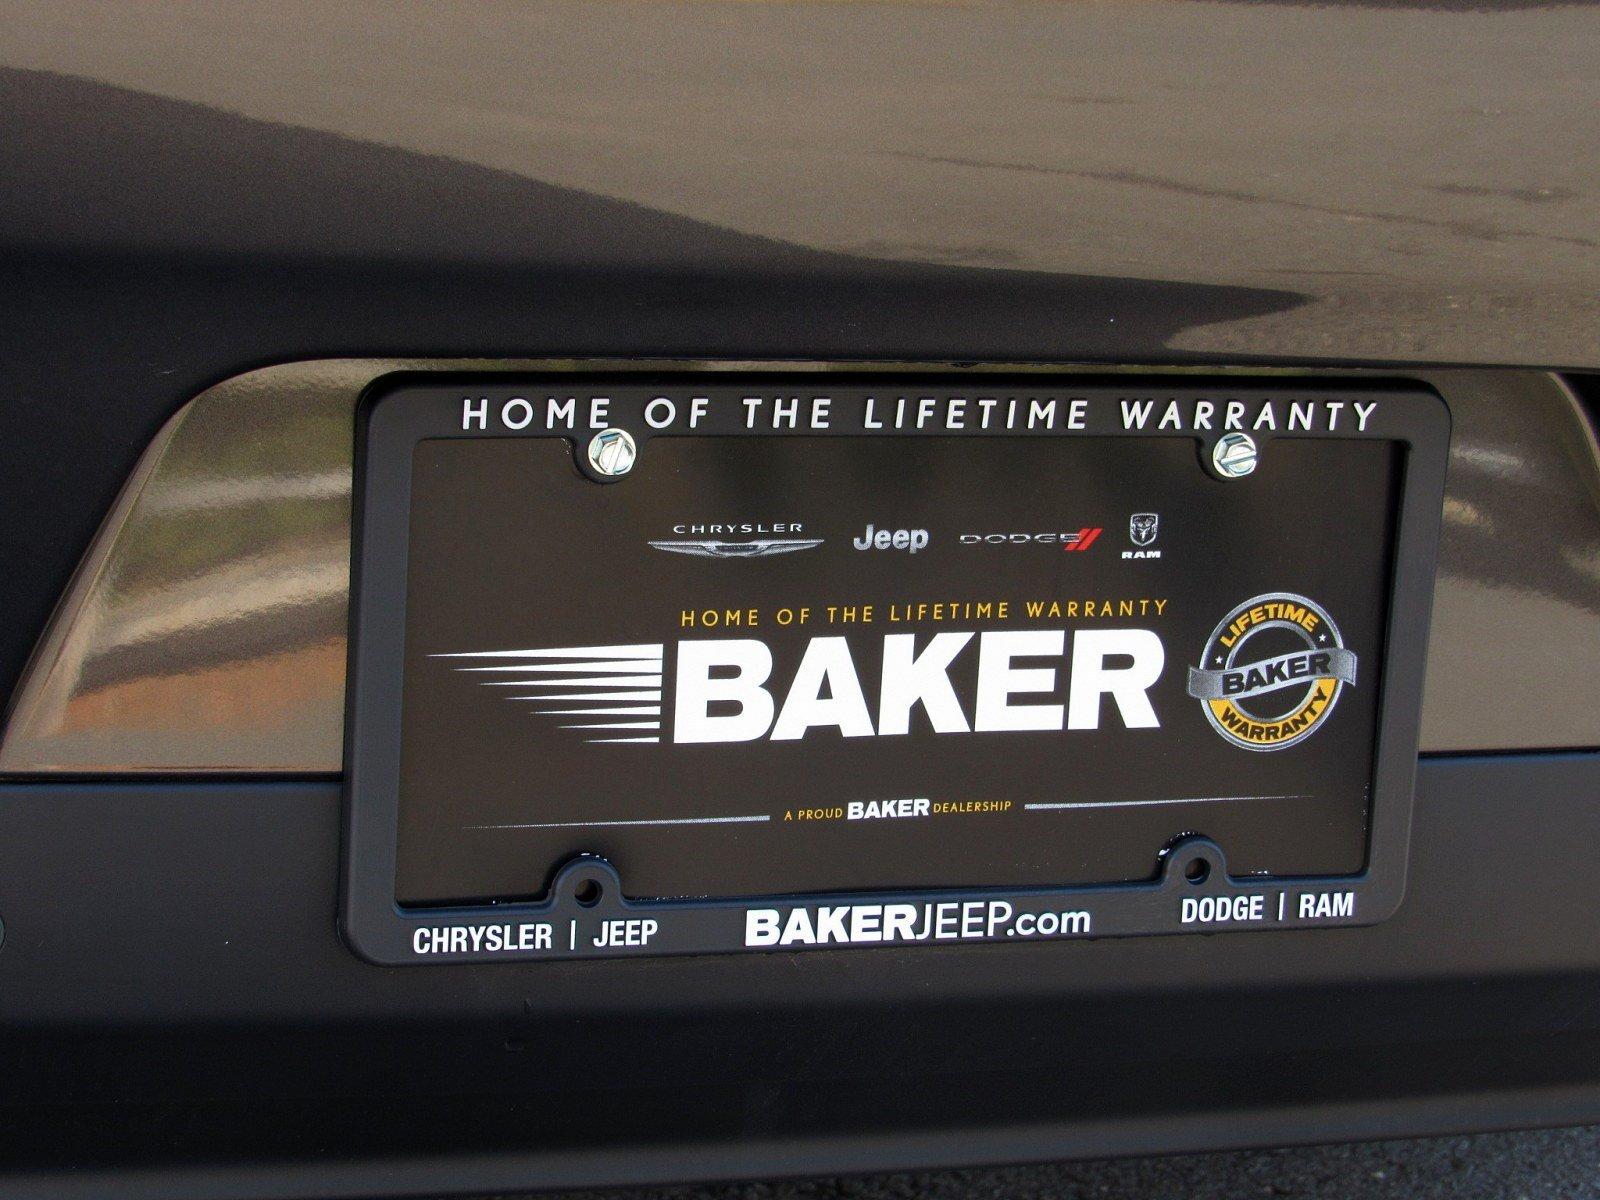 HOME OF THE LIFETIME WARRANTY
CHRYSLER Jeep DODGE RAM
HOME OF THE LIFETIME WARRANTY
BAKER
LIFETIME
BAKER
WARRANTY
A PROUD BAKER DEALERSHIP
CHRYSLER | JEEP BAKERJEEP.com DODGE | RAM